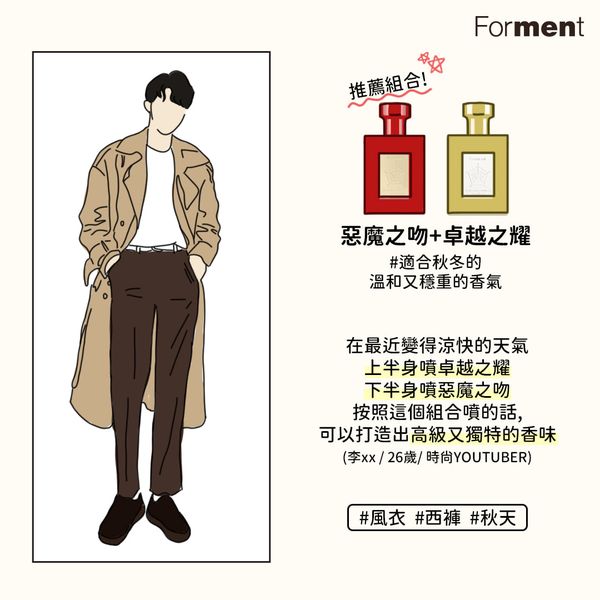 Forment
推薦組合!
惡魔之吻+卓越之耀
#適合秋冬的
溫和又穩重的香氣
在最近變得涼快的天氣
上半身噴卓越之耀
下半身噴惡魔之吻
按照這個組合噴的話,
可以打造出高級又獨特的香味
(李xx / 26歲/ 時尚YOUTUBER)
#風衣 #西褲 #秋天